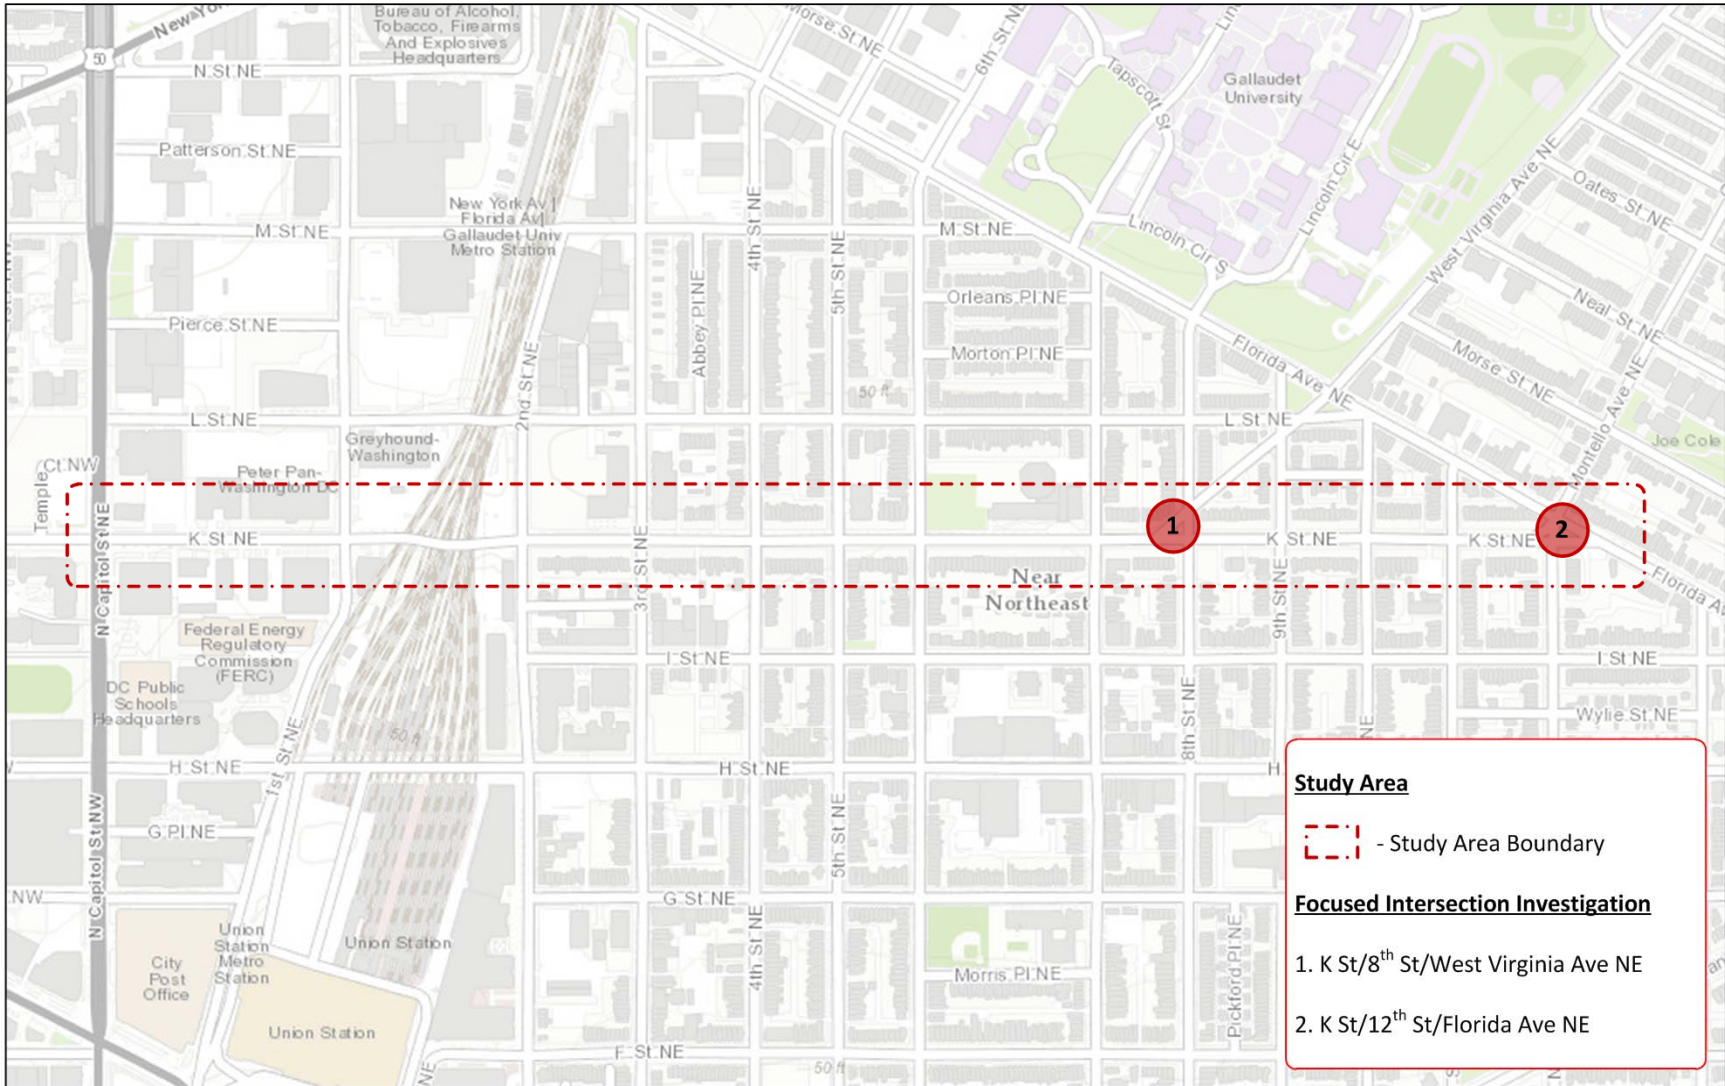 New York
50
Bureau of Alcohol,
Tobacco, Firearms
And Explosives
Headquarters
Morse St NE
6th St NE
Tapscott St
Gallaudet
University
N St NE
Patterson St NE
New York Av |
Florida Av|
Gallaudet Univ
Metro Station
M St NE
4th St NE
5th St NE
M St NE
Lincoln Cir S
Lincoln Cir E
West Virginia Ave NE
Oates St NE
Neal St NE
Morse St NE
Pierce St NE
Abbey Pl NE
Orleans Pl NE
Morton Pl NE
50 ft
Florida Ave NE
Montello Ave NE
Joe Cole
L St NE
2nd St NE
L St NE
Greyhound-
Washington
Peter Pan-
Washington DC
Ct NW
Temple
N Capitol St NE
K St NE
3rd St NE
1
K St NE
K St NE
2
Near
Northeast
9th St NE
Florida A
Federal Energy
Regulatory
Commission
(FERC)
I St NE
I St NE
DC Public
Schools
Headquarters
50 ft
1st St NE
8th St NE
NE
Wylie St NE
H St NE
H St NE
H
N Capitol St NW
G Pl NE
5th St NE
NW
G St NE
4th St NE
City
Post
Office
Union
Station
Metro
Station
Union Station
Union Station
Morris Pl NE
Pickford Pl NE
F St NE
50 ft
NE
Study Area
- Study Area Boundary
Focused Intersection Investigation
1. K St/8th St/West Virginia Ave NE
2. K St/12th St/Florida Ave NE